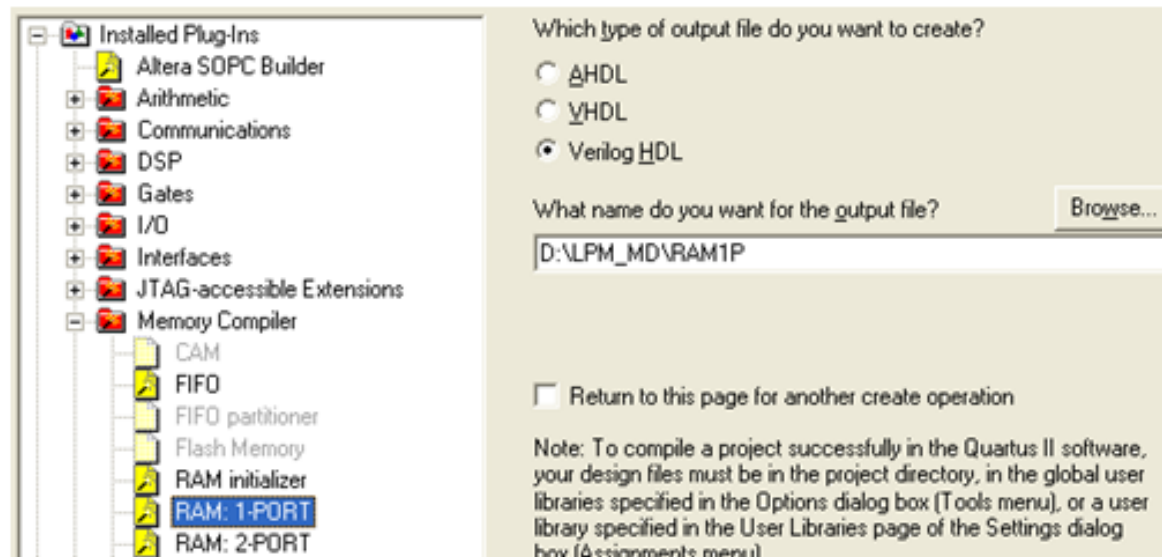 Installed Plug-Ins
Altera SOPC Builder
Arithmetic
Communications
DSP
Gates
I/O
Interfaces
JTAG-accessible Extensions
Memory Compiler
CAM
FIFO
FIFO partitioner
Flash Memory
RAM initializer
RAM: 1-PORT
RAM: 2-PORT
Which type of output file do you want to create?
AHDL
VHDL
Verilog HDL
What name do you want for the output file?
Browse...
D:\LPM_MD\RAM1P
Return to this page for another create operation
Note: To compile a project successfully in the Quartus II software,
your design files must be in the project directory, in the global user
libraries specified in the Options dialog box (Tools menu), or a user
library specified in the User Libraries page of the Settings dialog
box (Assignments menu)